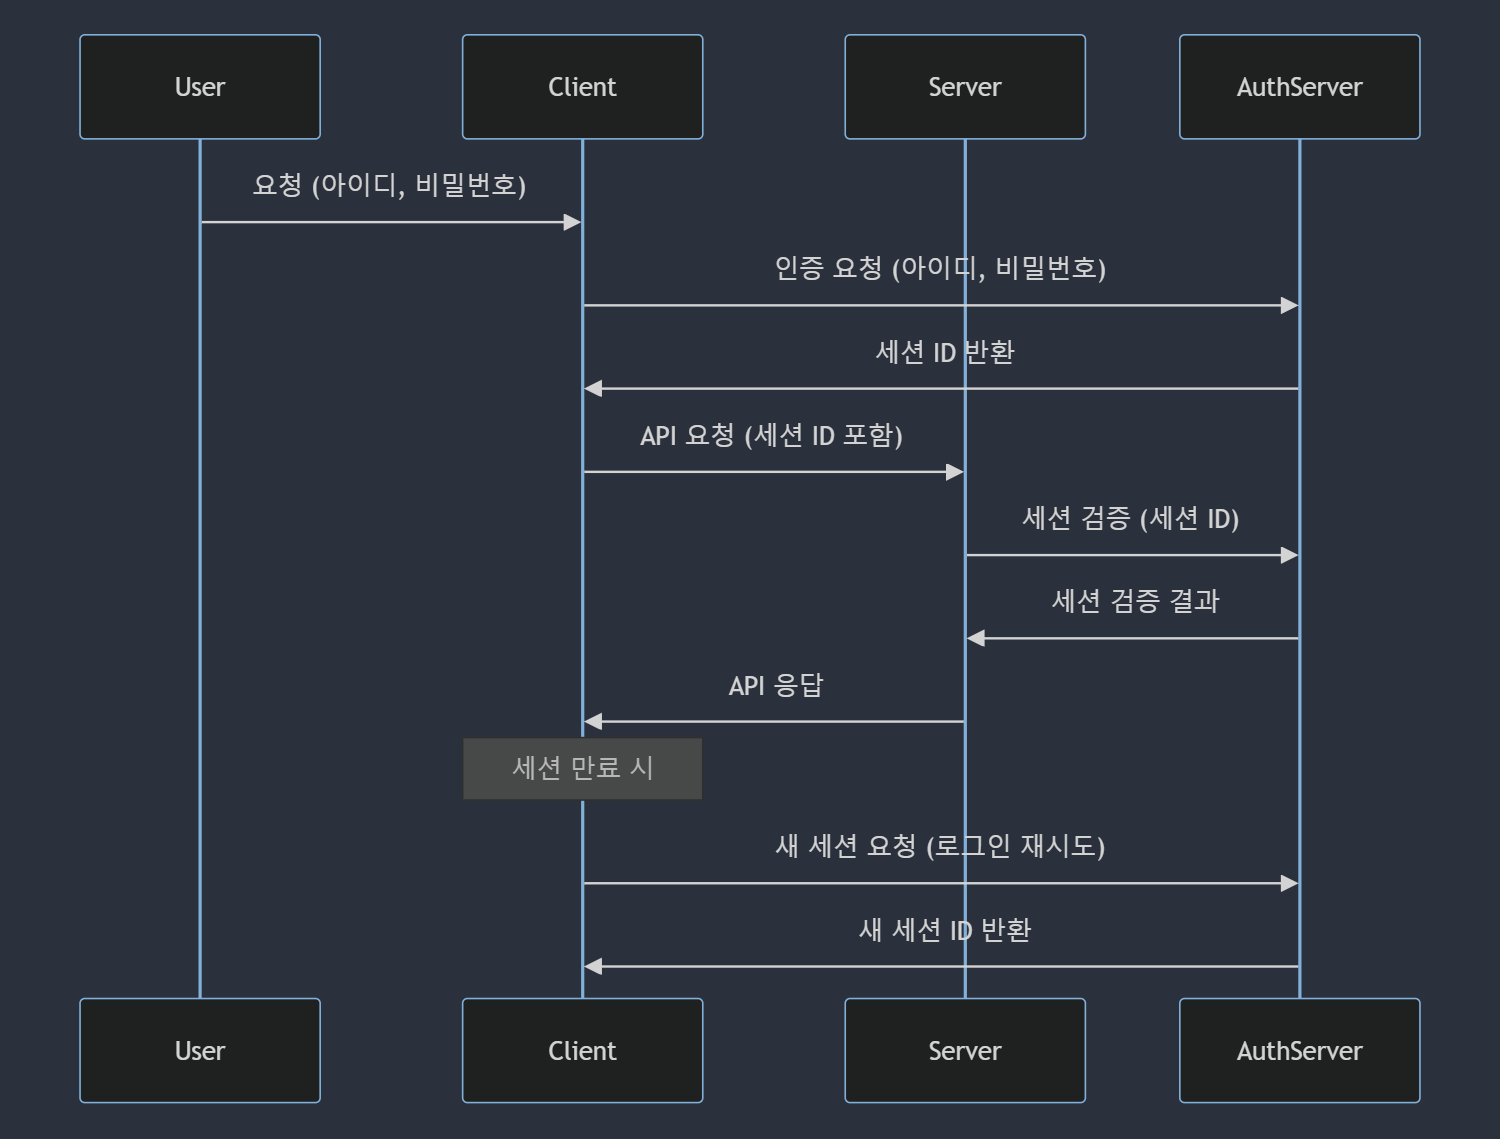 User
Client
Server
AuthServer
요청 (아이디, 비밀번호)
인증 요청 (아이디, 비밀번호)
세션 ID 반환
API 요청 (세션 ID 포함)
세션 검증 (세션 ID)
세션 검증 결과
API 응답
세션 만료 시
새 세션 요청 (로그인 재시도)
새 세션 ID 반환
User
Client
Server
AuthServer